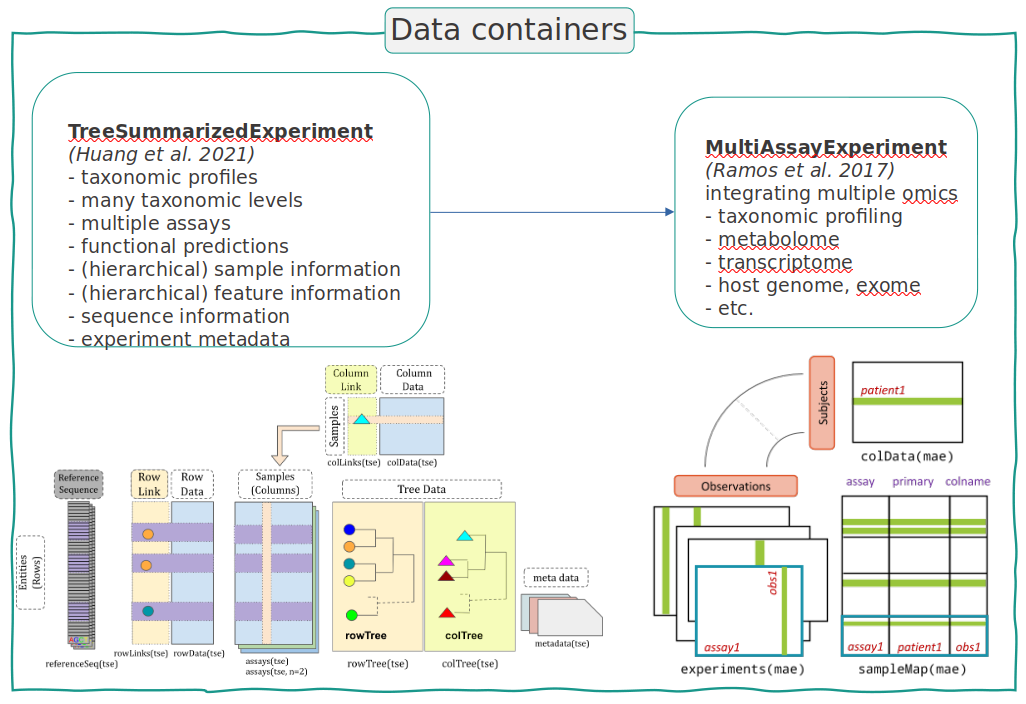 Data containers
TreeSummarizedExperiment
(Huang et al. 2021)
- taxonomic profiles
- many taxonomic levels
- multiple assays
- functional predictions
- (hierarchical) sample information
- (hierarchical) feature information
- sequence information
- experiment metadata
MultiAssayExperiment
(Ramos et al. 2017)
integrating multiple omics
- taxonomic profiling
- metabolome
- transcriptome
- host genome, exome
- etc.
Column
Link
Column
Data
Samples
colLinks(tse)
colData(tse)
Reference
Sequence
Row
Link
Row
Data
Samples
(Columns)
Tree Data
Entities
(Rows)
AG
rowTree
colTree
meta data
metadata(tse)
referenceSeq(tse)
rowLinks(tse)
rowData(tse)
assays(tse)
assays(tse, n=2)
rowTree(tse)
colTree(tse)
Subjects
patient1
colData(mae)
Observations
assay primary colname
obs1
assay1
experiments(mae)
assay1 patient1 obs1
sampleMap(mae)